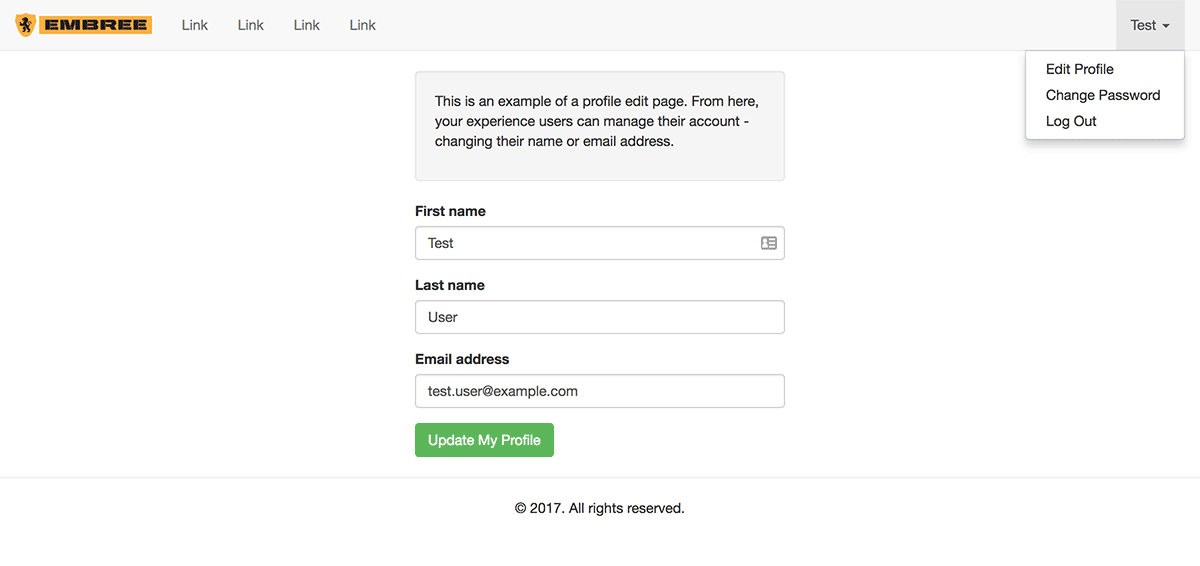 EMBREE Link Link Link Link Test
Edit Profile
Change Password
Log Out
This is an example of a profile edit page. From here,
your experience users can manage their account -
changing their name or email address.
First name
Test
Last name
User
Email address
test.user@example.com
Update My Profile
© 2017. All rights reserved.